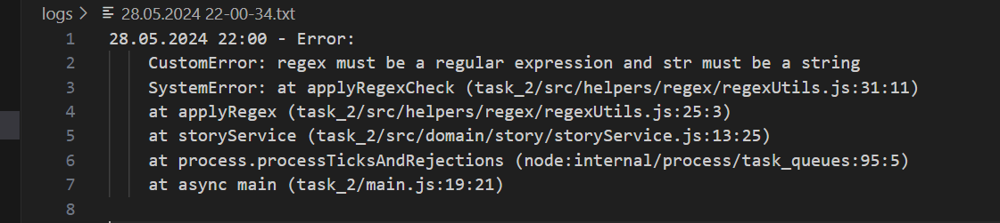 logs > 28.05.2024 22-00-34.txt
1 28.05.2024 22:00 - Error:
2 CustomError: regex must be a regular expression and str must be a string
3 SystemError: at applyRegexCheck (task_2/src/helpers/regex/regexUtils.js:31:11)
4 at applyRegex (task_2/src/helpers/regex/regexUtils.js:25:3)
5 at storyService (task_2/src/domain/story/storyService.js:13:25)
6 at process.processTicksAndRejections (node:internal/process/task_queues:95:5)
7 at async main (task_2/main.js:19:21)
8